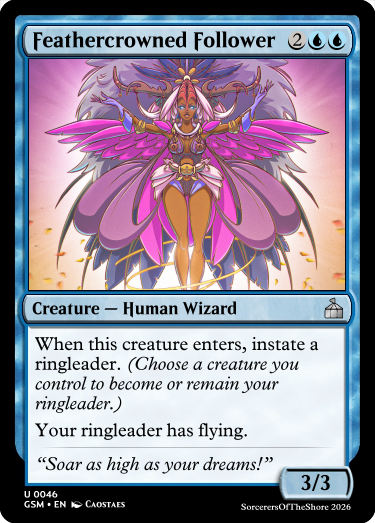 Feathercrowned Follower 2
Creature — Human Wizard
When this creature enters, instate a
ringleader. (Choose a creature you
control to become or remain your
ringleader.)
Your ringleader has flying.
“Soar as high as your dreams!”
3/3
U 0046
GSM • EN Caostaes
SorcerersOfTheShore 2026